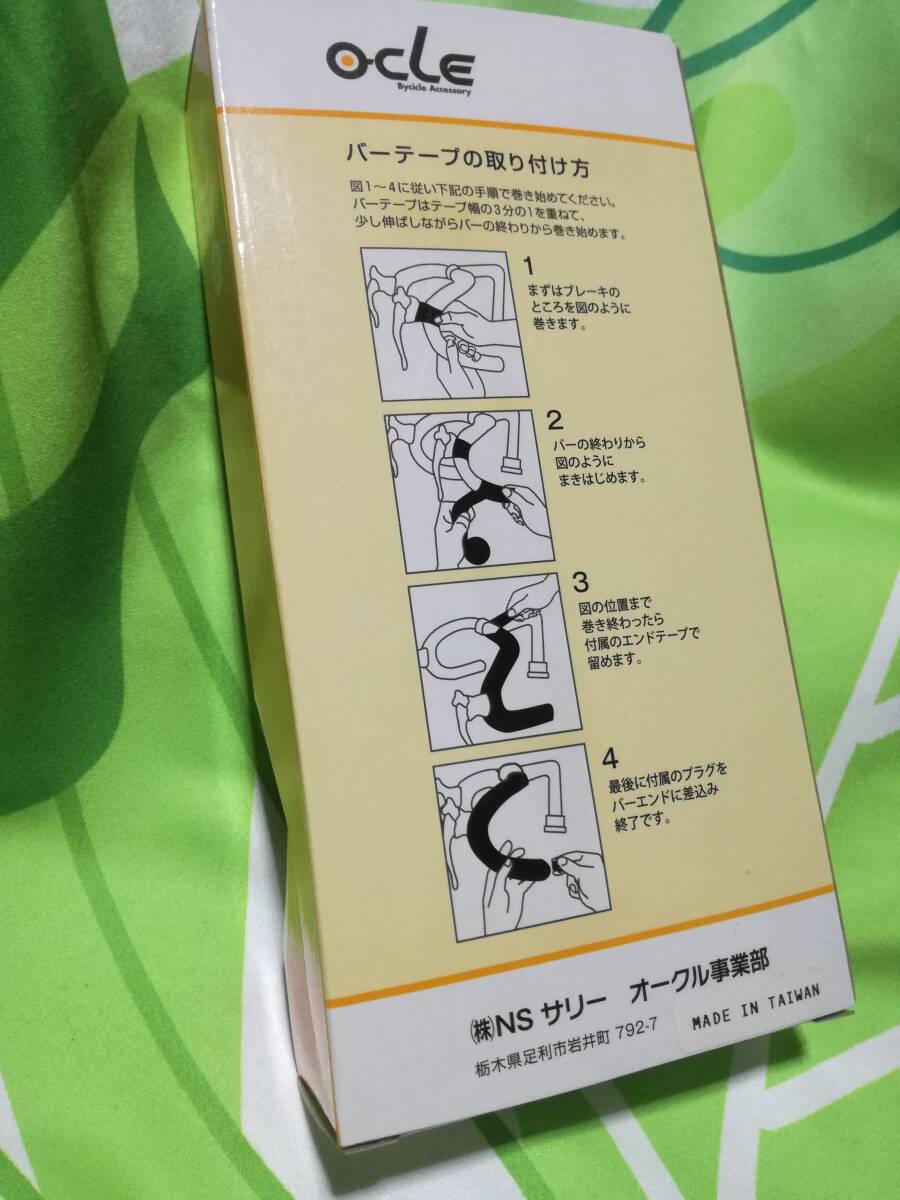 o-cLE
Bycicle Accessory
バーテープの取り付け方
図1〜4に従い下記の手順で巻き始めてください。
バーテープはテープ幅の3分の1を重ねて、
少し伸ばしながらバーの終わりから巻き始めます。
1
まずはブレーキの
ところを図のように
巻きます。
2
バーの終わりから
図のように
まきはじめます。
3
図の位置まで
巻き終わったら
付属のエンドテープで
留めます。
4
最後に付属のプラグを
バーエンドに差込み
終了です。
㈱NS サリー オークル事業部
栃木県足利市岩井町 792-7
MADE IN TAIWAN